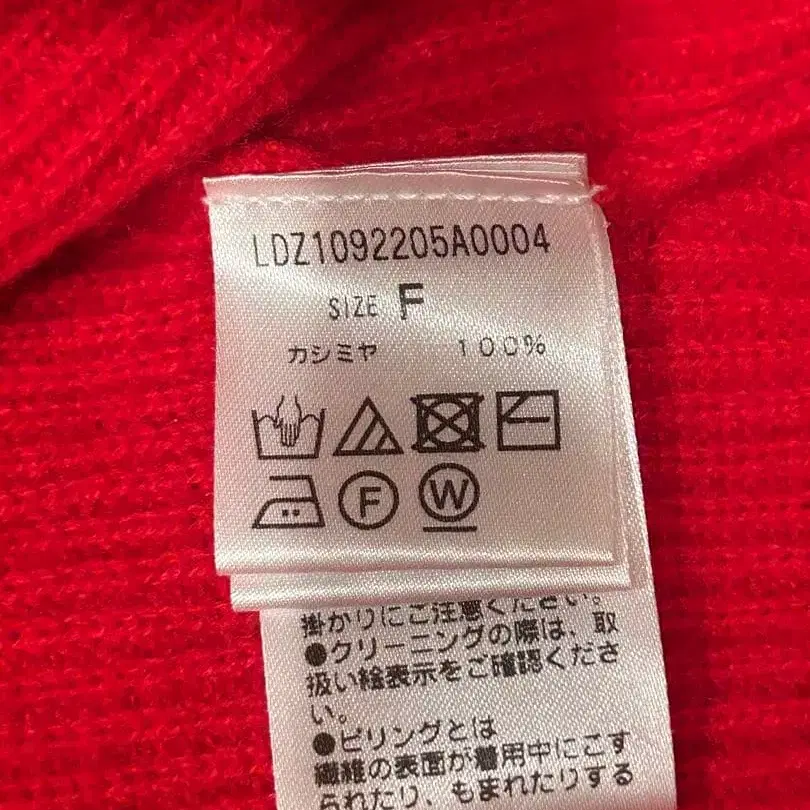 LDZ1092205A0004
SIZE F
カシミヤ 100%
F
W
掛かりにご注意ください。
●クリーニングの際は、取
扱い絵表示をご確認くださ
い。
●ピリングとは
繊維の表面が着用中にこす
られたり、もまれたりする